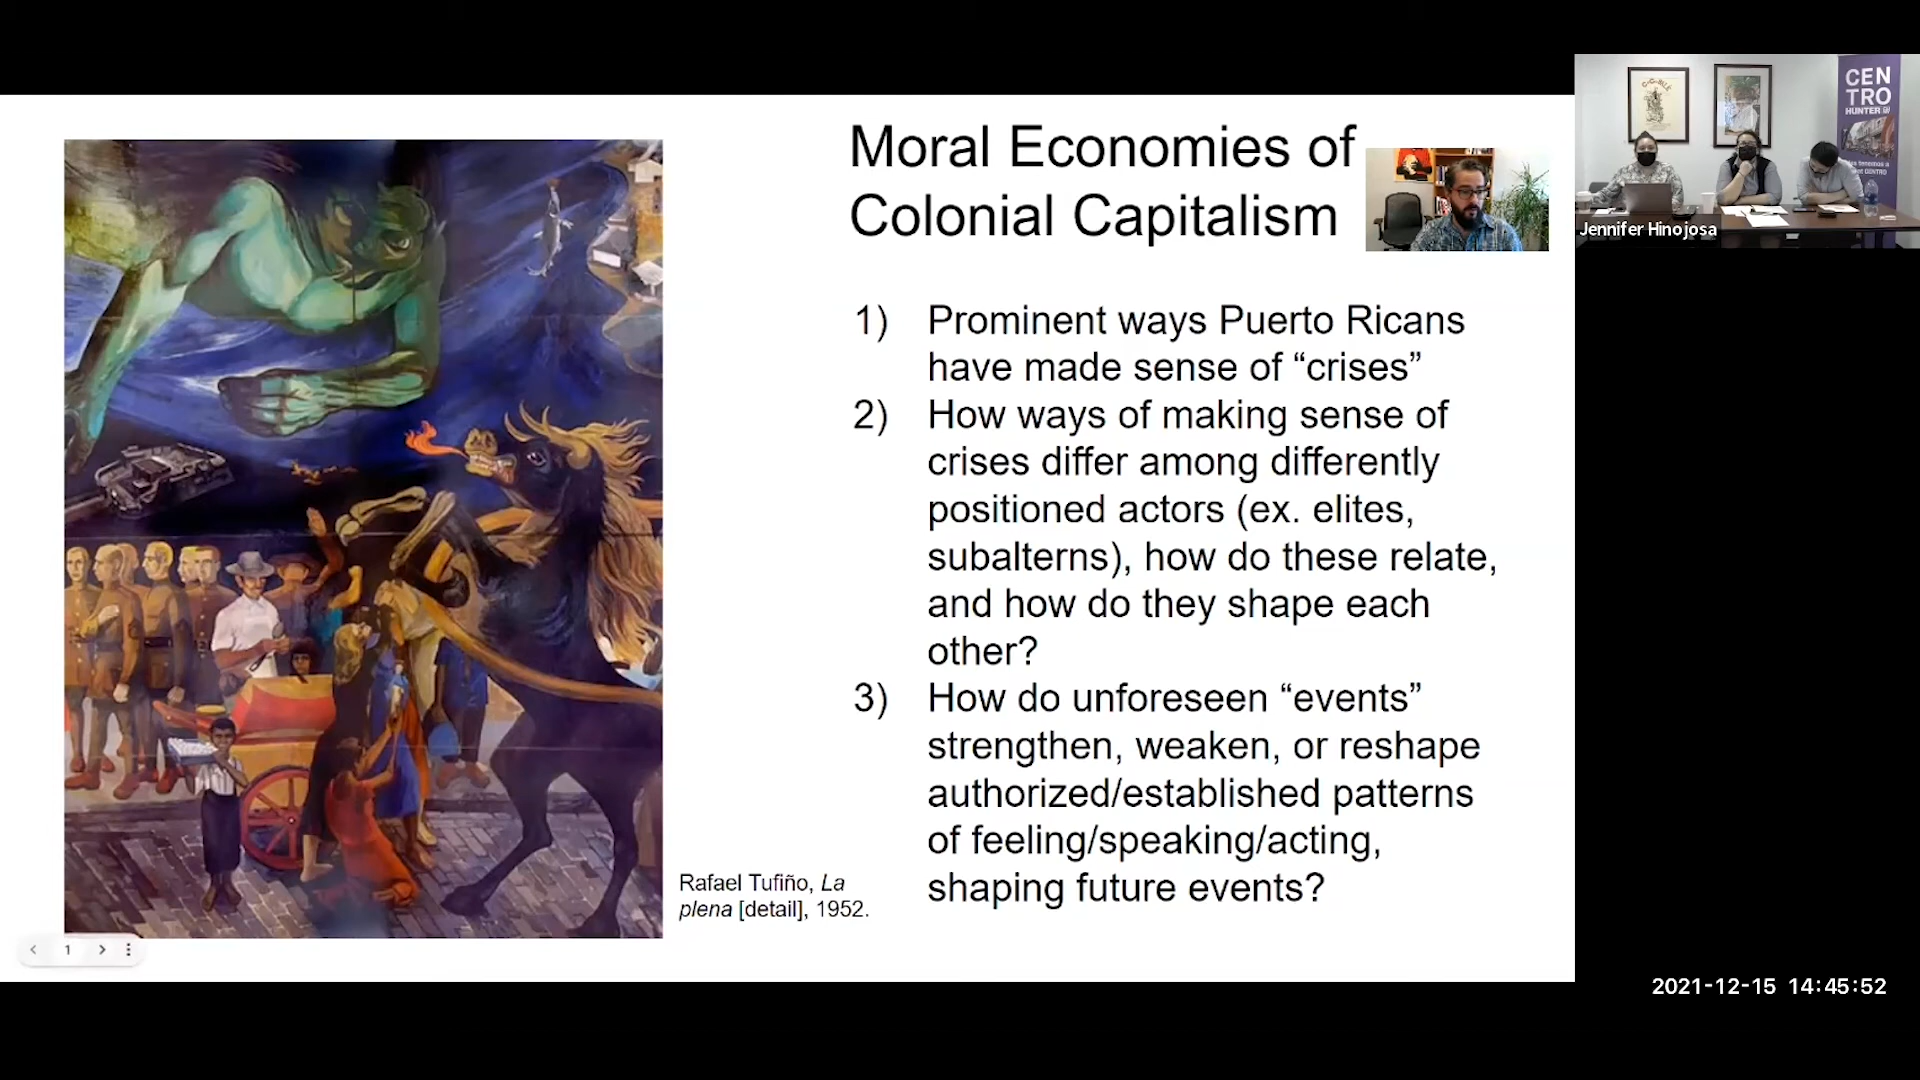 Moral Economies of
Colonial Capitalism
1) Prominent ways Puerto Ricans
have made sense of “crises”
2) How ways of making sense of
crises differ among differently
positioned actors (ex. elites,
subalterns), how do these relate,
and how do they shape each
other?
3) How do unforeseen “events”
strengthen, weaken, or reshape
authorized/established patterns
of feeling/speaking/acting,
shaping future events?
Rafael Tufiño, La
plena [detail], 1952.
1
CEN
TRO
HUNTER
Jennifer Hinojosa
2021-12-15 14:45:52